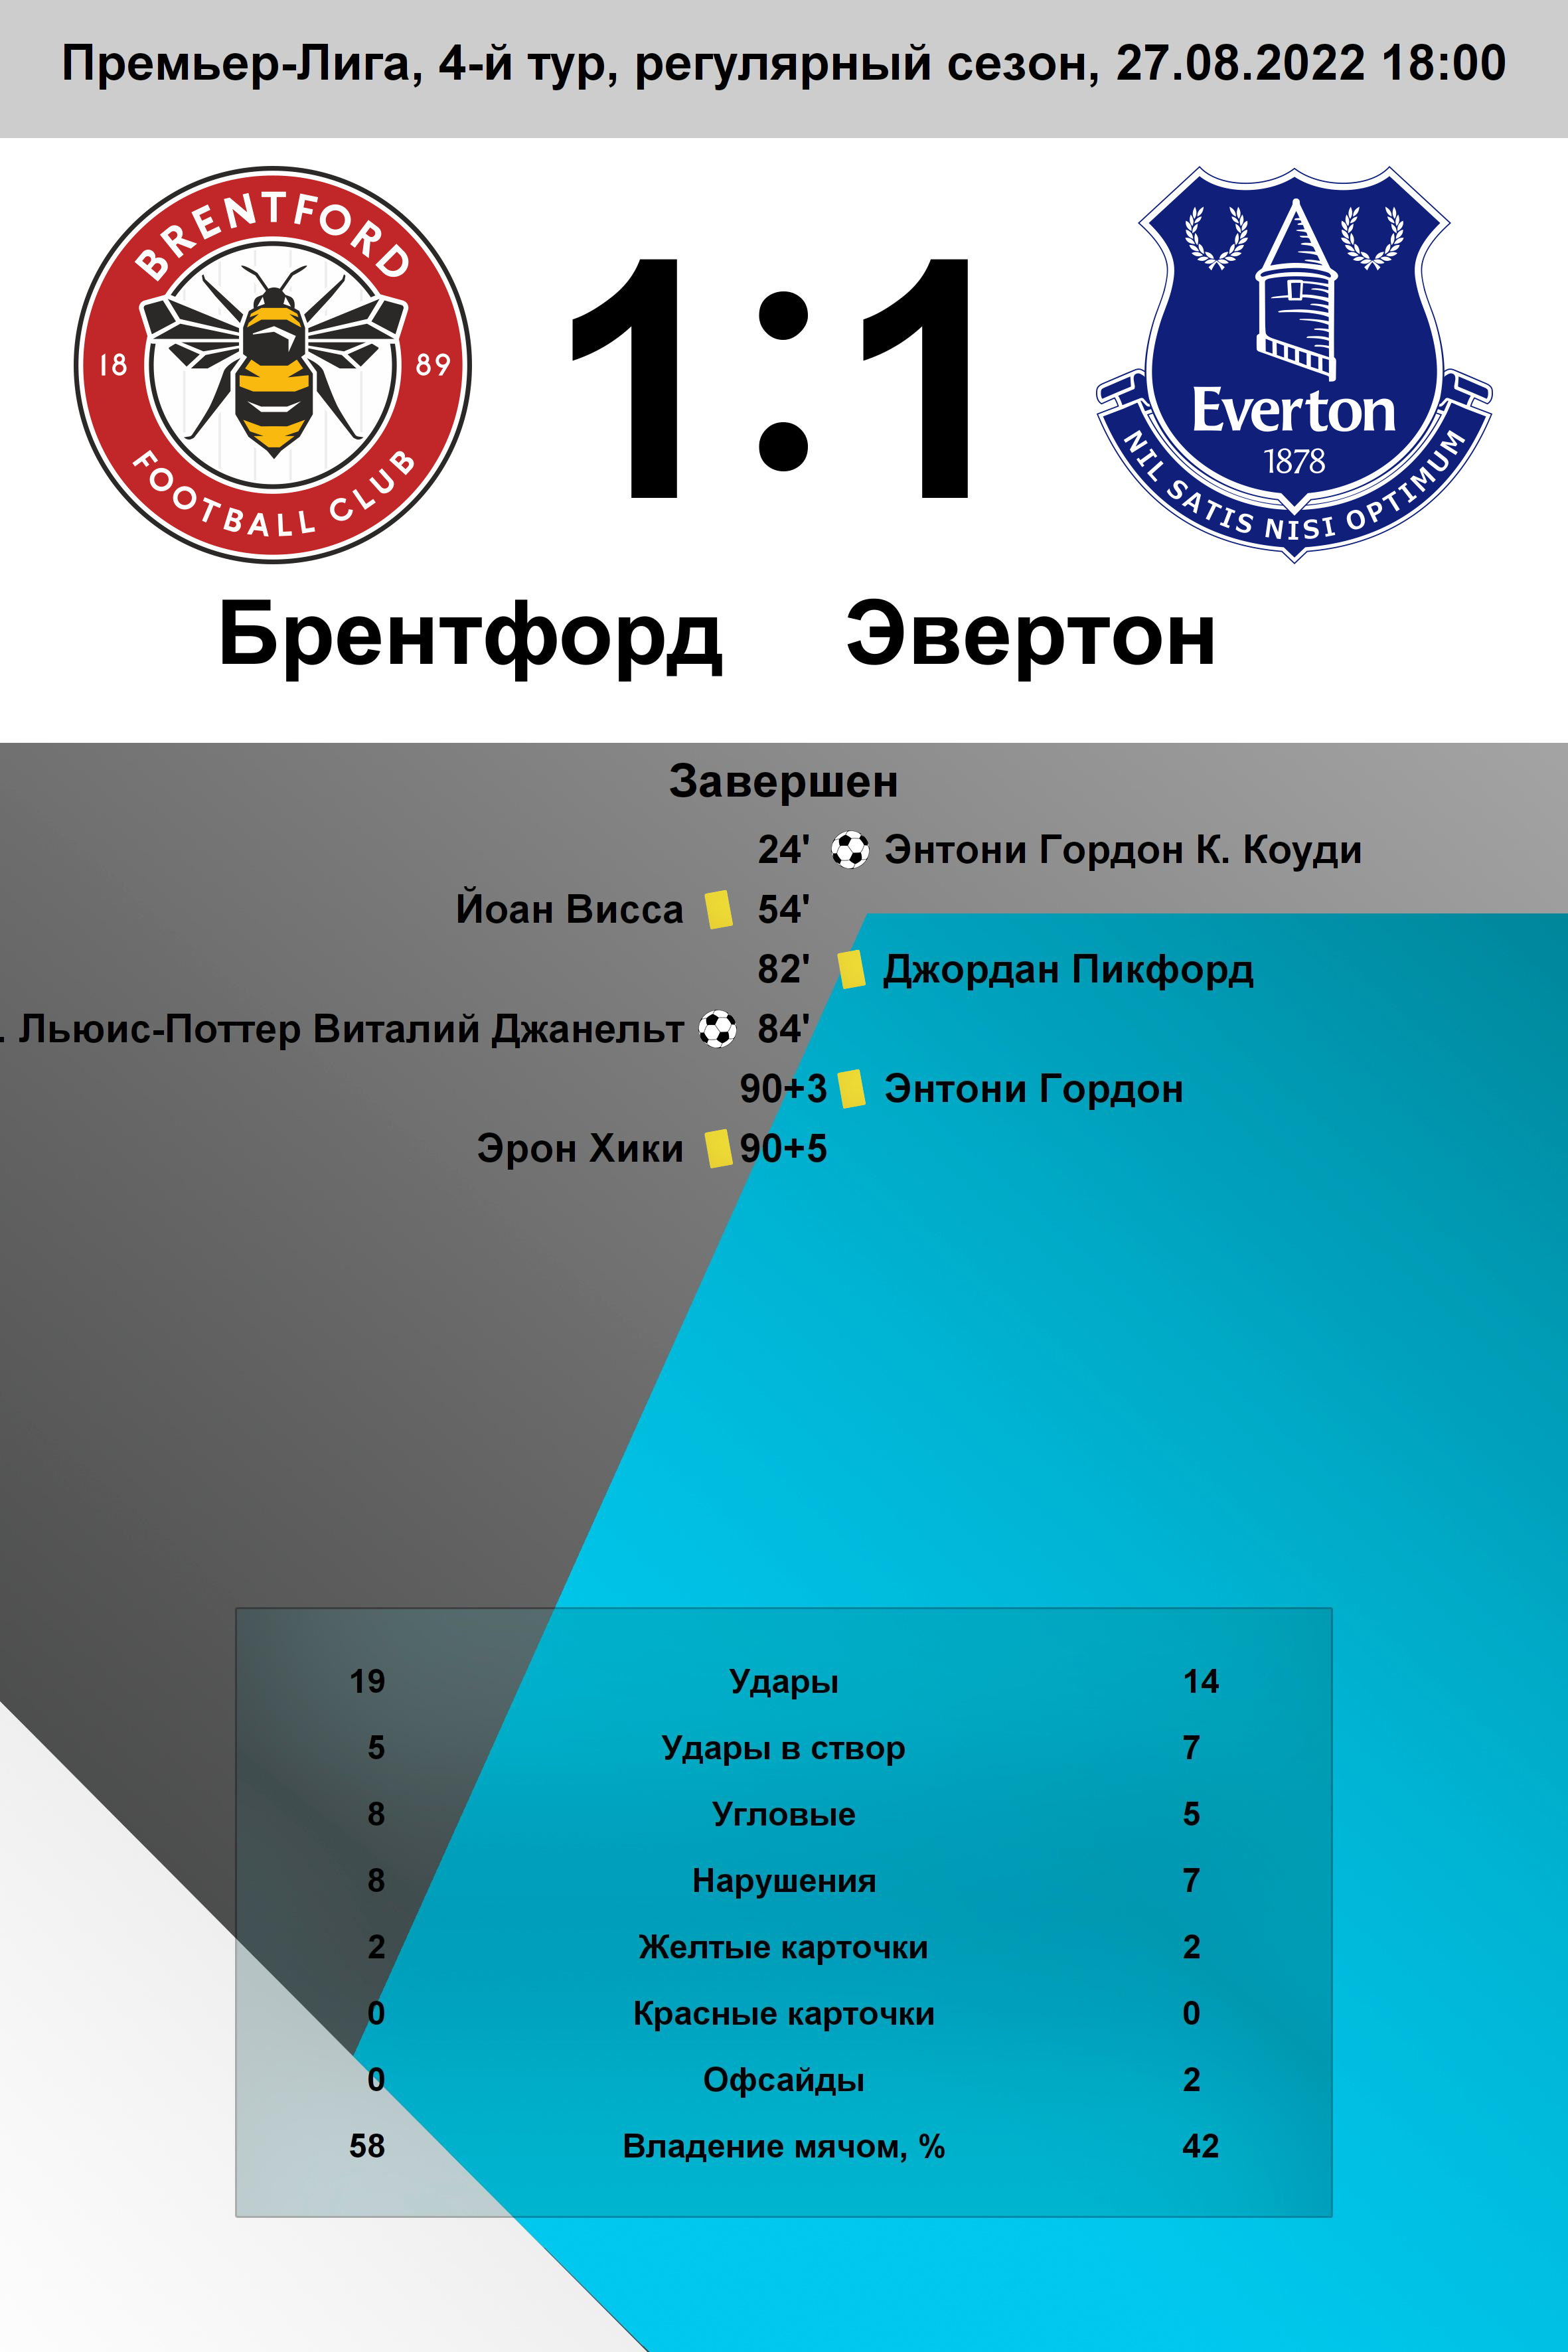 Премьер-Лига, 4-й тур, регулярный сезон, 27.08.2022 18:00
BRENTFORD
18 89
FOOTBALL CLUB
1:1
Everton
1878
NIL SATIS NISI OPTIMUM
Брентфорд Эвертон
Завершен
24' Энтони Гордон К. Коуди
Йоан Висса 54'
82' Джордан Пикфорд
. Льюис-Поттер Виталий Джанельт 84'
90+3 Энтони Гордон
Эрон Хики 90+5
19 Удары 14
5 Удары в створ 7
8 Угловые 5
8 Нарушения 7
2 Желтые карточки 2
0 Красные карточки 0
0 Офсайды 2
58 Владение мячом, % 42